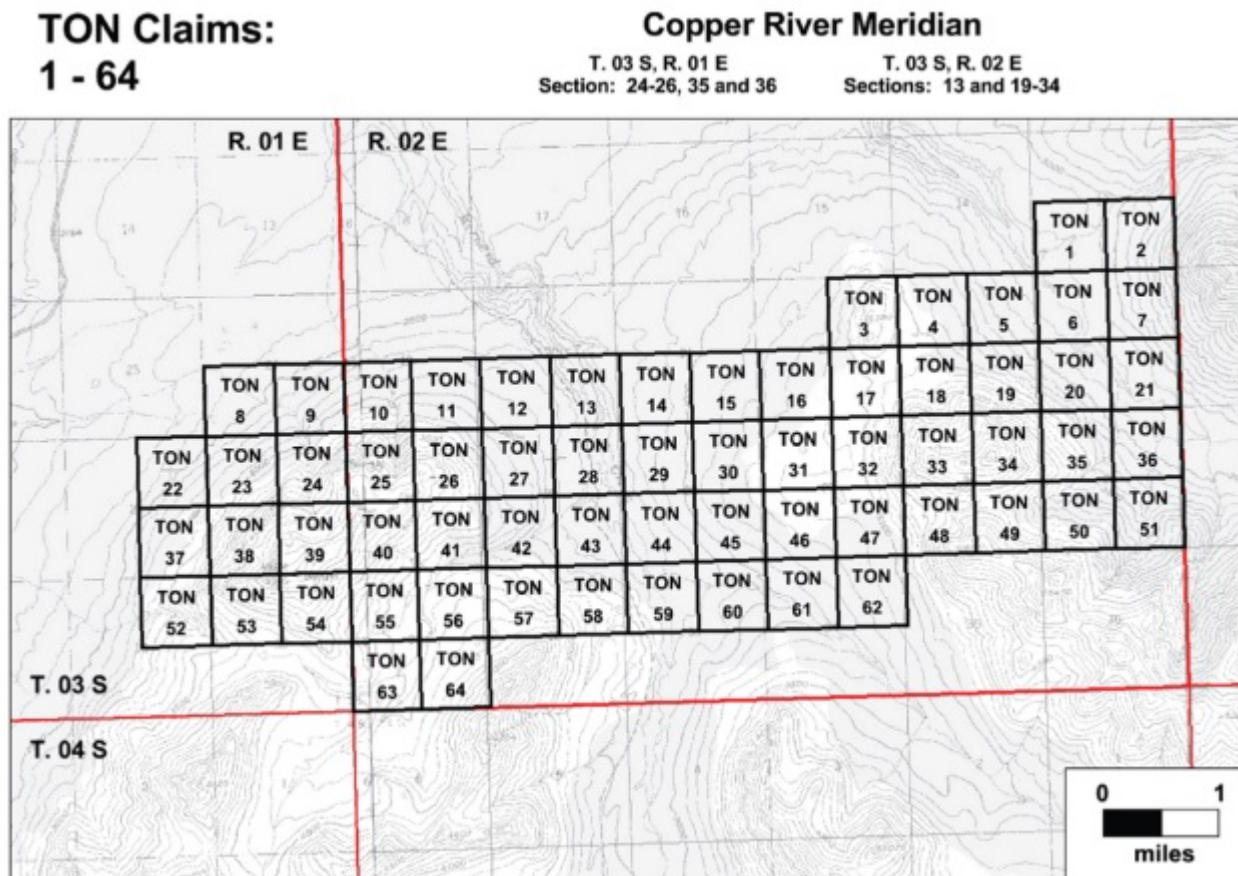 TON Claims:
1 - 64
Copper River Meridian
T. 03 S, R. 01 E
Section: 24-26, 35 and 36
T. 03 S, R. 02 E
Sections: 13 and 19-34
R. 01 E
R. 02 E
TON
1
TON
2
TON
3
TON
4
TON
5
TON
6
TON
7
TON
8
TON
9
TON
10
TON
11
TON
12
TON
13
TON
14
TON
15
TON
16
TON
17
TON
18
TON
19
TON
20
TON
21
TON
22
TON
23
TON
24
TON
25
TON
26
TON
27
TON
28
TON
29
TON
30
TON
31
TON
32
TON
33
TON
34
TON
35
TON
36
TON
37
TON
38
TON
39
TON
40
TON
41
TON
42
TON
43
TON
44
TON
45
TON
46
TON
47
TON
48
TON
49
TON
50
TON
51
TON
52
TON
53
TON
54
TON
55
TON
56
TON
57
TON
58
TON
59
TON
60
TON
61
TON
62
TON
63
TON
64
T. 03 S
T. 04 S
0 1
miles